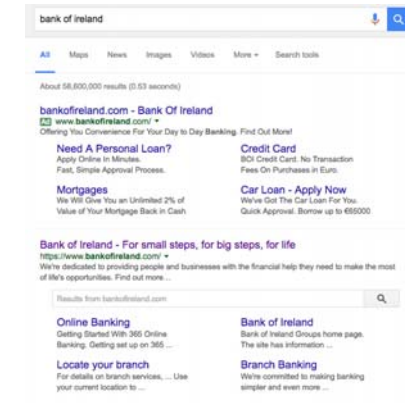 bank of ireland
All Maps News Images Videos More Search tools
About 58,800,000 results (0.53 seconds)
bankofireland.com - Bank Of Ireland
Ad www.bankofireland.com/
Offering You Convenience For Your Day to Day Banking. Find Out More!
Need A Personal Loan?
Apply Online In Minutes.
Fast, Simple Approval Process.
Credit Card
BOI Credit Card. No Transaction
Fees On Purchases in Euro.
Mortgages
We Will Give You an Unlimited 2% of
Value of Your Mortgage Back in Cash
Car Loan - Apply Now
We've Got The Car Loan For You.
Quick Approval. Borrow up to €65000
Bank of Ireland - For small steps, for big steps, for life
https://www.bankofireland.com/
We're dedicated to providing people and businesses with the financial help they need to make the most
of life's opportunities. Find out more...
Results from bankofireland.com
Online Banking
Getting Started With 365 Online
Banking. Getting set up on 365 ...
Bank of Ireland
Bank of Ireland Groups home page.
The site has information ...
Locate your branch
For details on branch services, ... Use
your current location to ...
Branch Banking
We're committed to making banking
simpler and even more ...